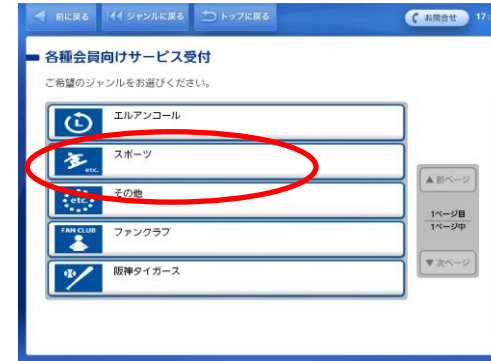 前に戻る ジャンルに戻る トップに戻る お問合せ 17:
各種会員向けサービス受付
ご希望のジャンルをお選びください。
L エルアンコール
etc. スポーツ
etc. その他
FAN CLUB ファンクラブ
阪神タイガース
▲前ページ
1ページ目
1ページ中
▼次ページ